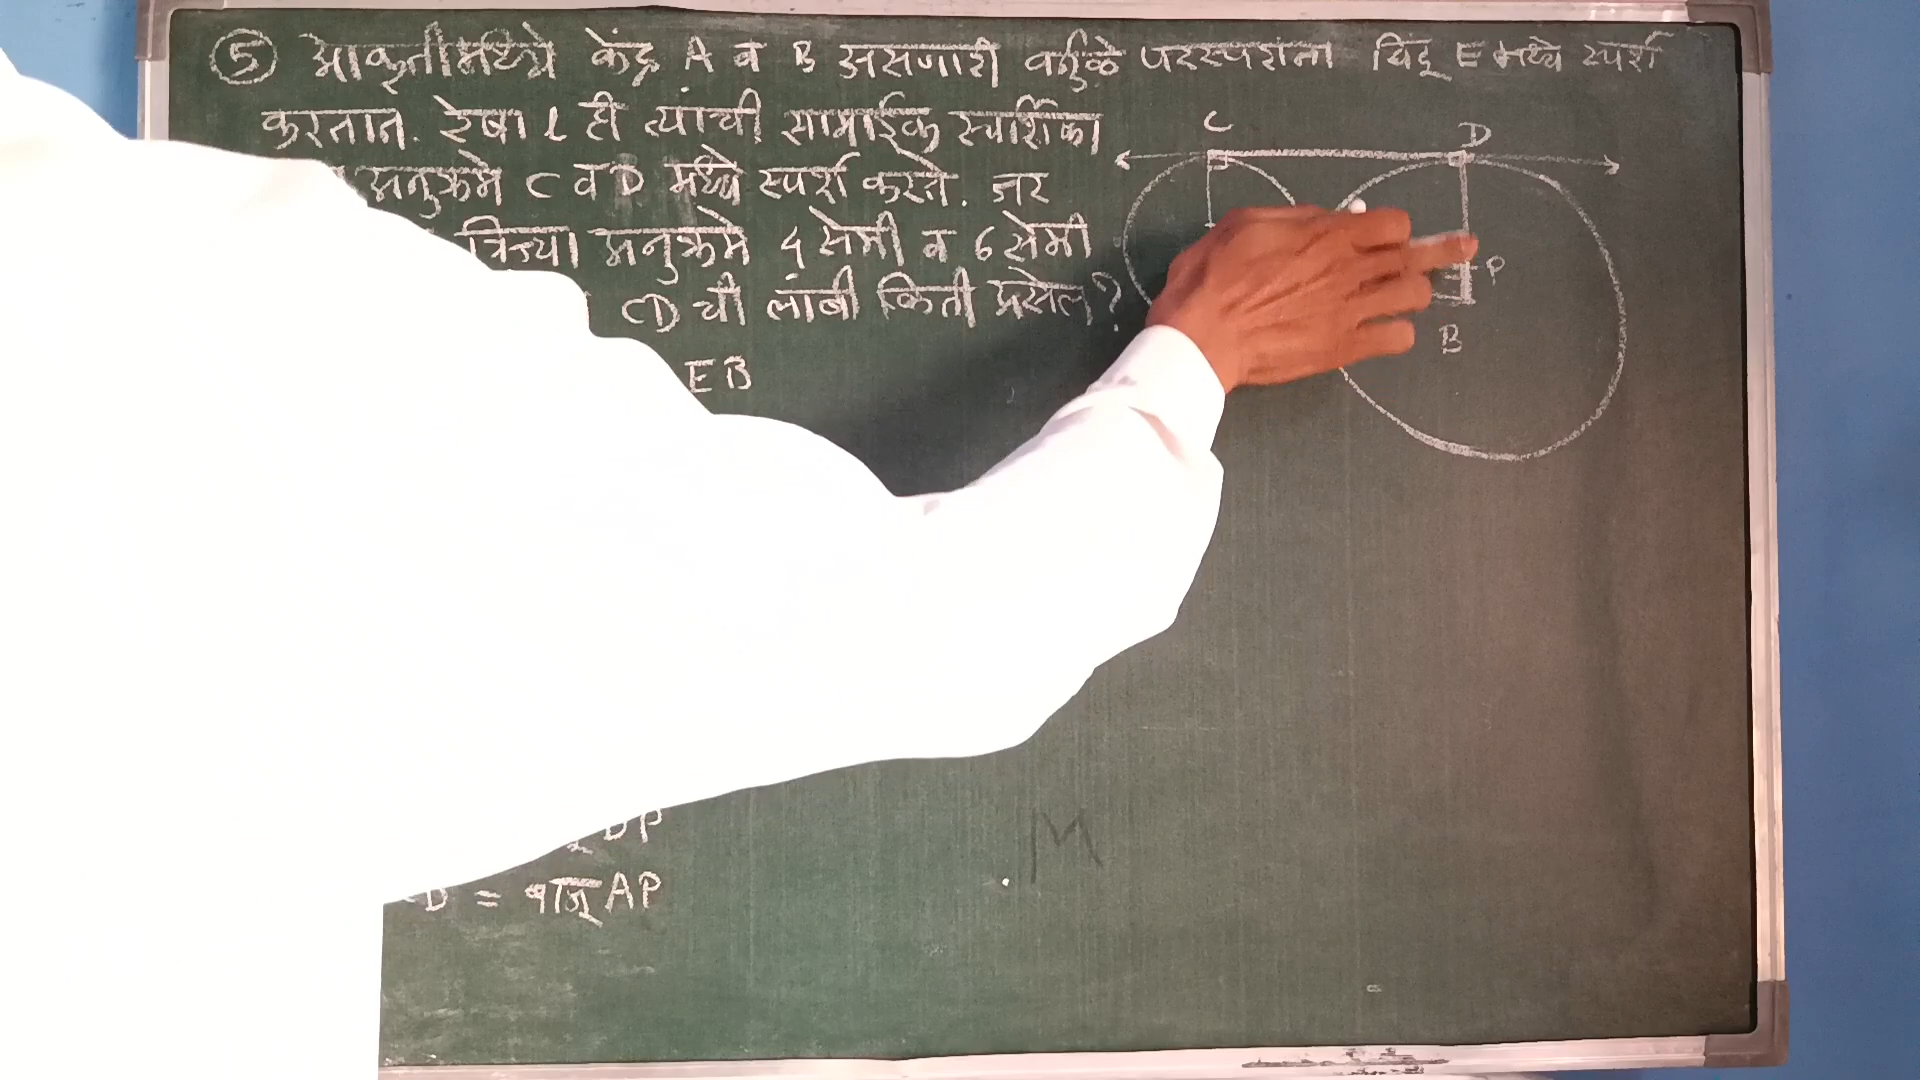 ⑤ आकृतीमध्ये केंद्र A व B असणारी वर्तुळे परस्परांना बिंदू E मध्ये स्पर्श
करतात. रेषा l ही त्यांची सामाईक स्पर्शिका
अनुक्रमे C व D मध्ये स्पर्श करते. जर
त्रिज्या अनुक्रमे 4 सेमी व 6 सेमी
CD ची लांबी किती असेल?
C
D
P
B
EB
DP
D = बाजू AP
M